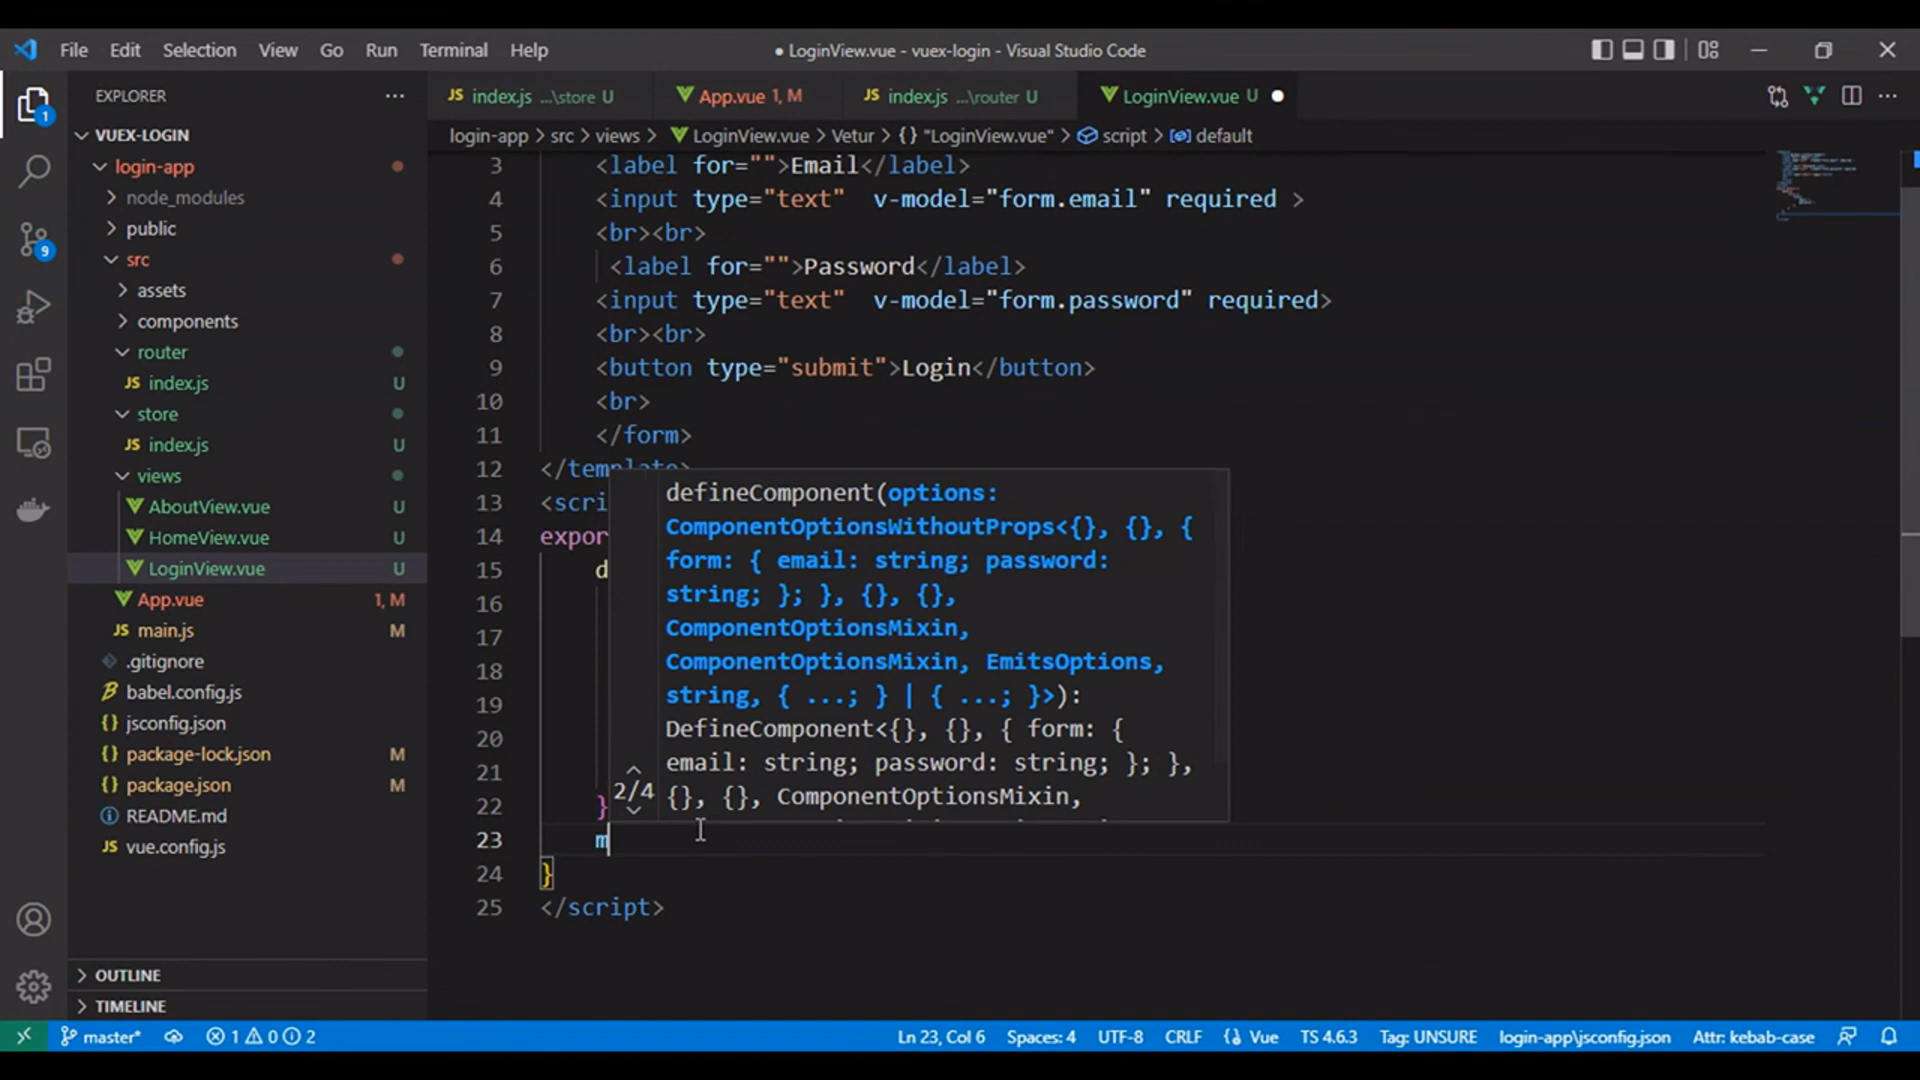 File Edit Selection View Go Run Terminal Help
● LoginView.vue - vuex-login - Visual Studio Code
EXPLORER
VUEX-LOGIN
login-app
node_modules
public
src
assets
components
router
JS index.js U
store
JS index.js U
views
AboutView.vue U
HomeView.vue U
LoginView.vue U
App.vue 1, M
JS main.js M
.gitignore
babel.config.js
{} jsconfig.json
{} package-lock.json M
{} package.json M
README.md
JS vue.config.js
OUTLINE
TIMELINE
1
9
JS index.js ...\store U
App.vue 1, M
JS index.js ...\router U
LoginView.vue U ●
login-app > src > views > LoginView.vue > Vetur > {} "LoginView.vue" > script > default
3 <label for="">Email</label>
4 <input type="text"  v-model="form.email" required >
5 <br><br>
6 <label for="">Password</label>
7 <input type="text"  v-model="form.password" required>
8 <br><br>
9 <button type="submit">Login</button>
10 <br>
11 </form>
12 </template>
13 <scri
14 expor
15 d
16
17
18
19
20
21
22 }
23 m
24 }
25 </script>
defineComponent(options:
ComponentOptionsWithoutProps<{}, {}, {
form: { email: string; password:
string; }; }, {}, {},
ComponentOptionsMixin,
ComponentOptionsMixin, EmitsOptions,
string, { ...; } | { ...; }>):
DefineComponent<{}, {}, { form: {
email: string; password: string; }; },
{}, {}, ComponentOptionsMixin,
2/4
master* 1 0 2
Ln 23, Col 6 Spaces: 4 UTF-8 CRLF {} Vue TS 4.6.3 Tag: UNSURE login-app\jsconfig.json Attr: kebab-case